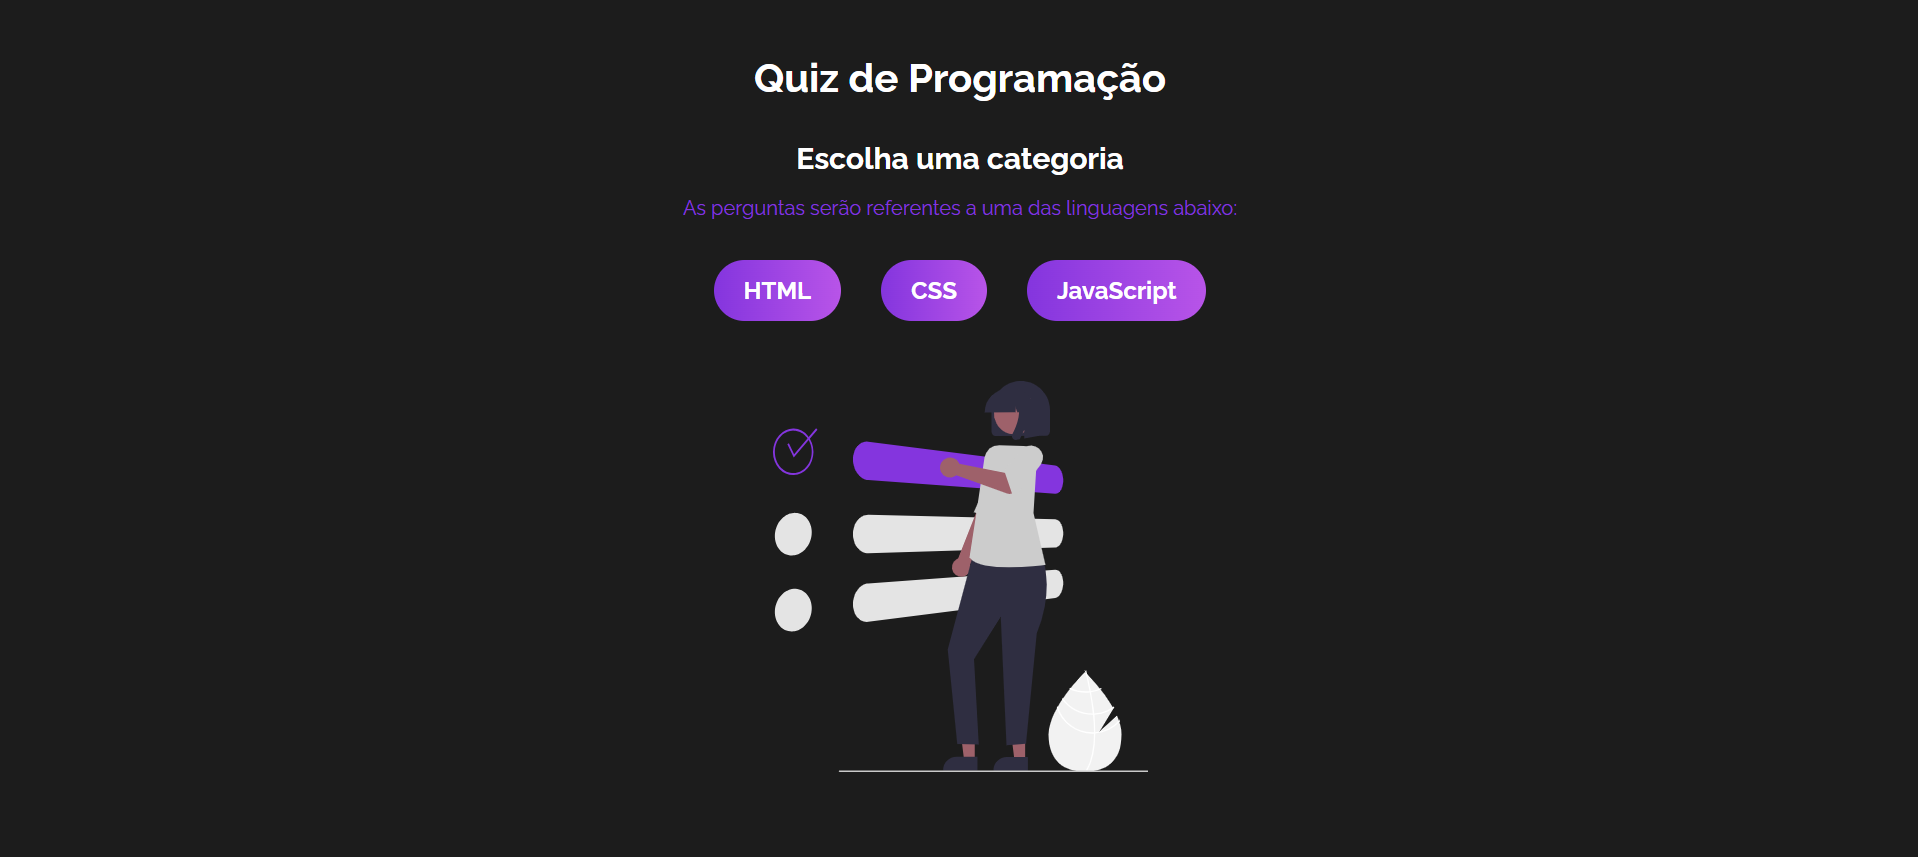 Quiz de Programação
Escolha uma categoria
As perguntas serão referentes a uma das linguagens abaixo:
HTML CSS JavaScript